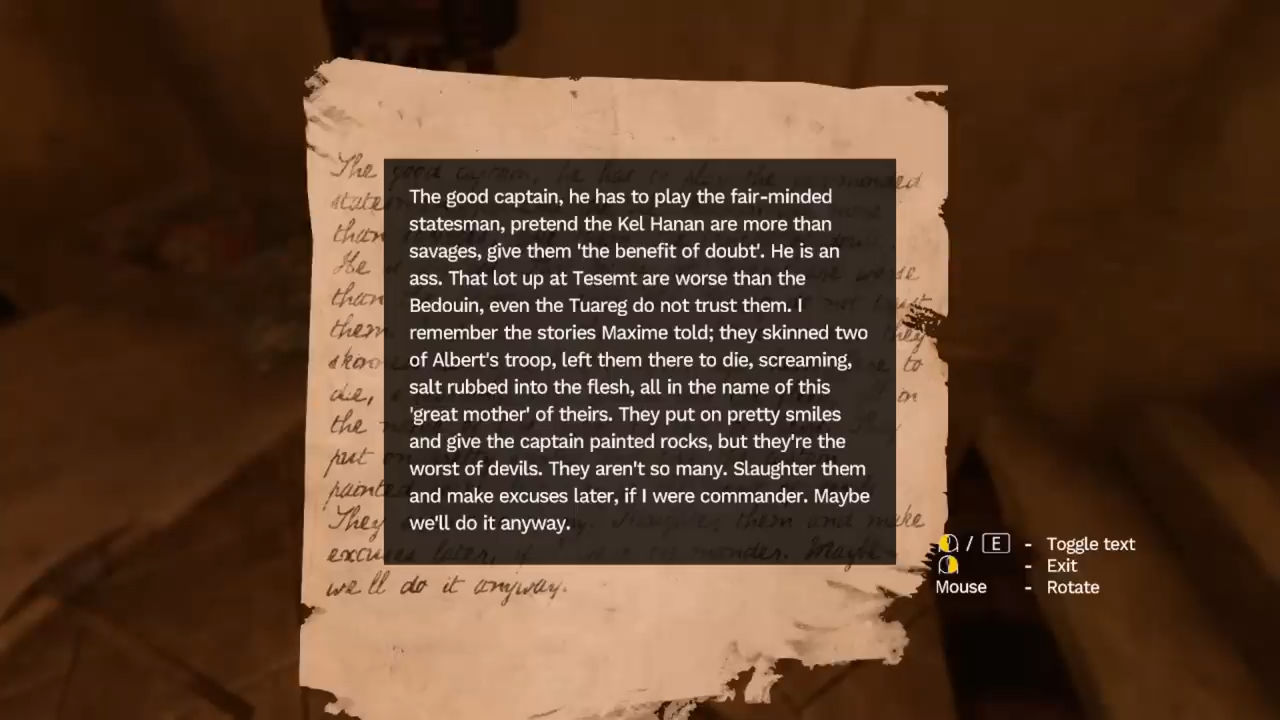 The good captain, he has to play the fair-minded
statesman, pretend the Kel Hanan are more than
savages, give them 'the benefit of doubt'. He is an
ass. That lot up at Tesemt are worse than the
Bedouin, even the Tuareg do not trust them. I
remember the stories Maxime told; they skinned two
of Albert's troop, left them there to die, screaming,
salt rubbed into the flesh, all in the name of this
'great mother' of theirs. They put on pretty smiles
and give the captain painted rocks, but they're the
worst of devils. They aren't so many. Slaughter them
and make excuses later, if I were commander. Maybe
we'll do it anyway.
we'll do it anyway.
/ E - Toggle text
- Exit
Mouse - Rotate